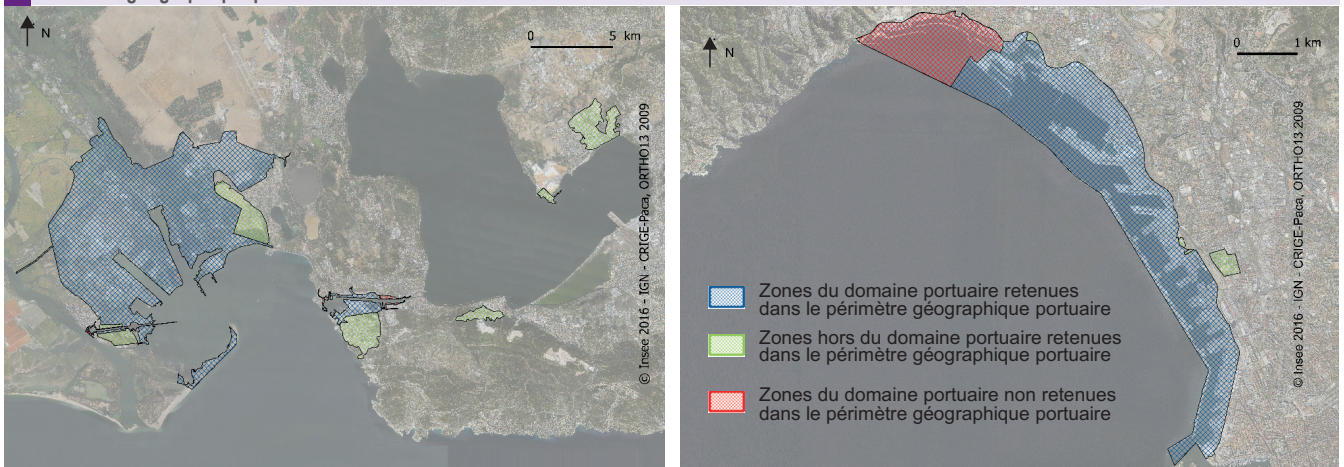 N
0 5 km
© Insee 2016 - IGN - CRIGE-Paca, ORTHO13 2009
N
0 1 km
© Insee 2016 - IGN - CRIGE-Paca, ORTHO13 2009
Zones du domaine portuaire retenues
dans le périmètre géographique portuaire
Zones hors du domaine portuaire retenues
dans le périmètre géographique portuaire
Zones du domaine portuaire non retenues
dans le périmètre géographique portuaire